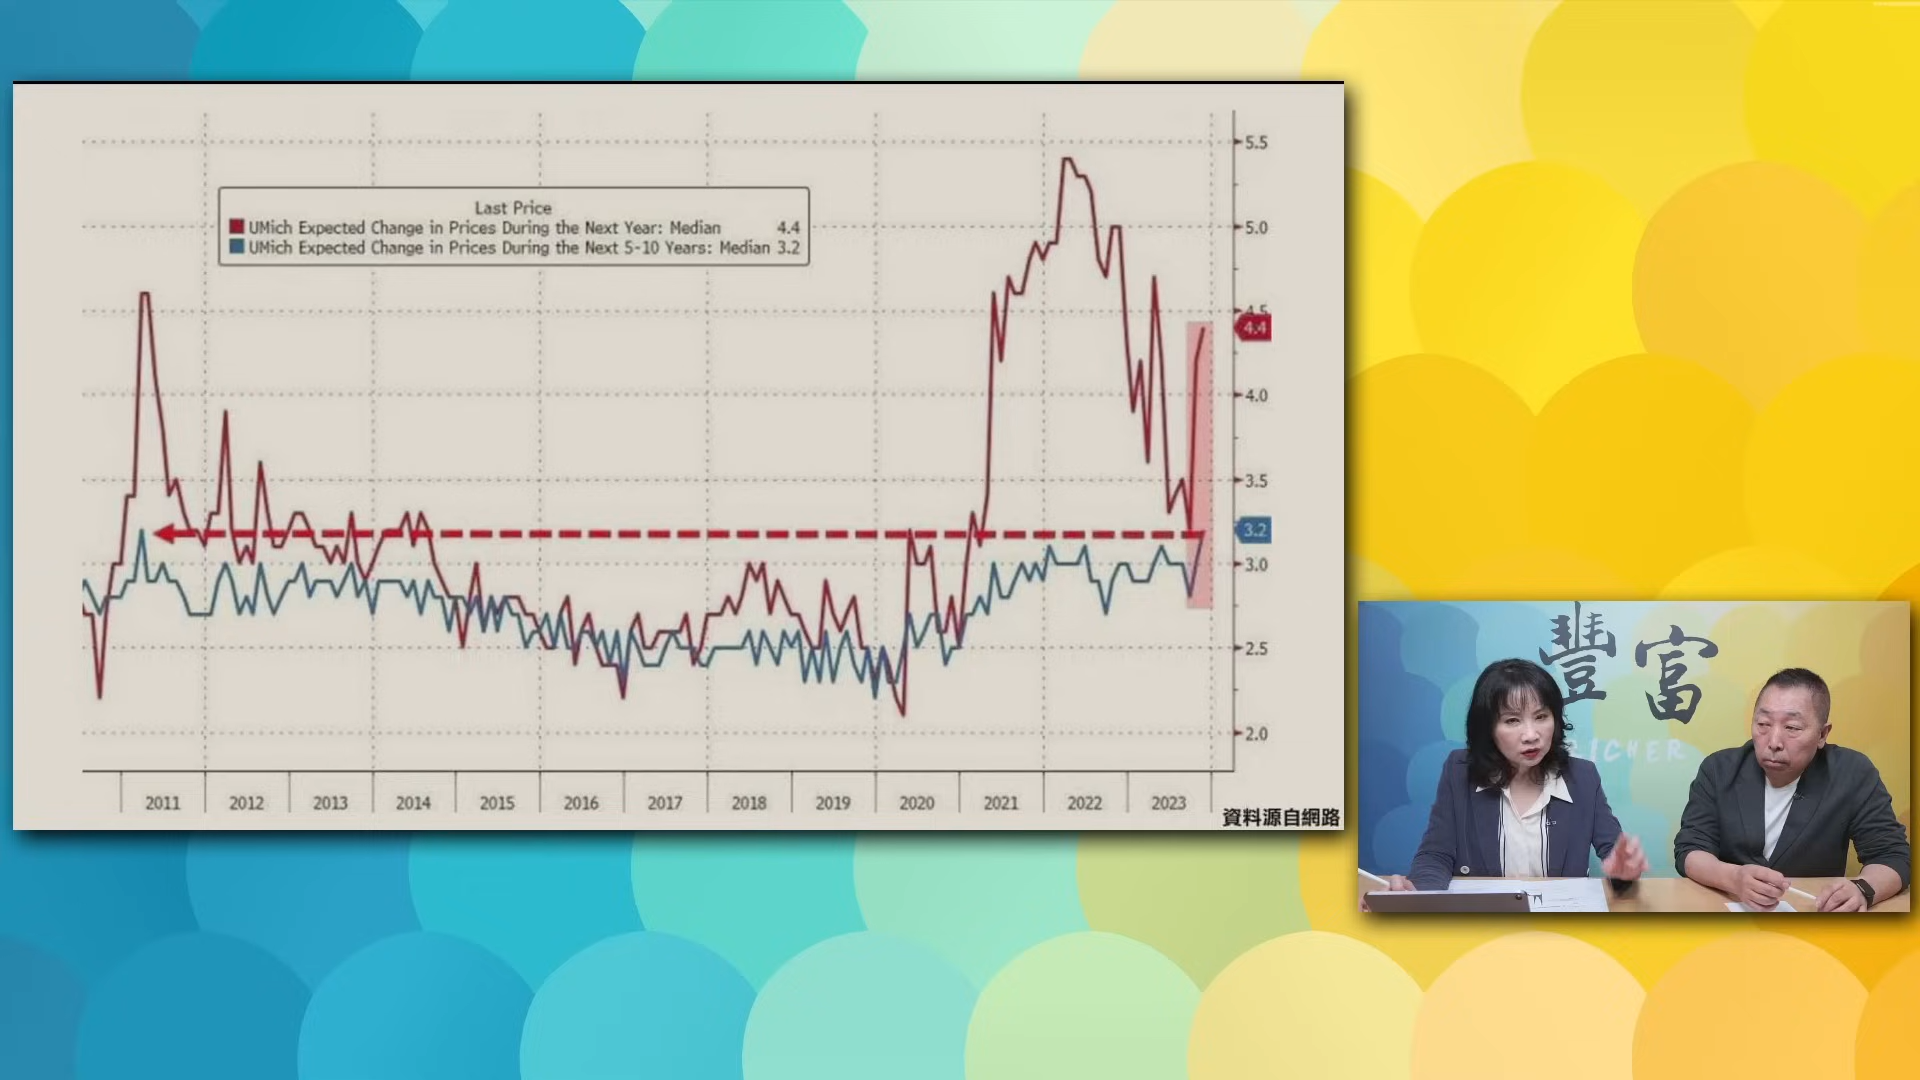 Last Price
UMich Expected Change in Prices During the Next Year: Median 4.4
UMich Expected Change in Prices During the Next 5-10 Years: Median 3.2
5.5
5.0
4.5
4.4
4.0
3.5
3.2
3.0
2.5
2.0
2011 2012 2013 2014 2015 2016 2017 2018 2019 2020 2021 2022 2023
資料源自網路
豐富
RICHER